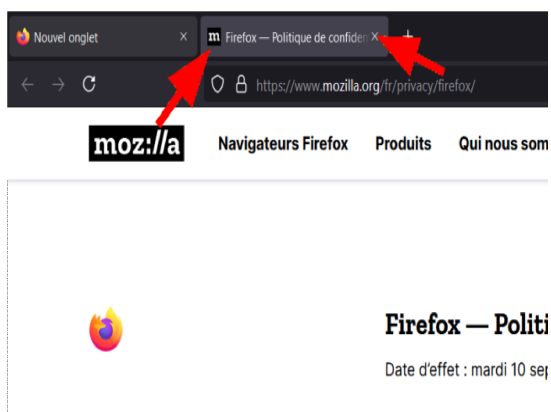 Nouvel onglet
m Firefox — Politique de confiden
https://www.mozilla.org/fr/privacy/firefox/
moz://a Navigateurs Firefox Produits Qui nous som
Firefox — Politi
Date d'effet : mardi 10 sep